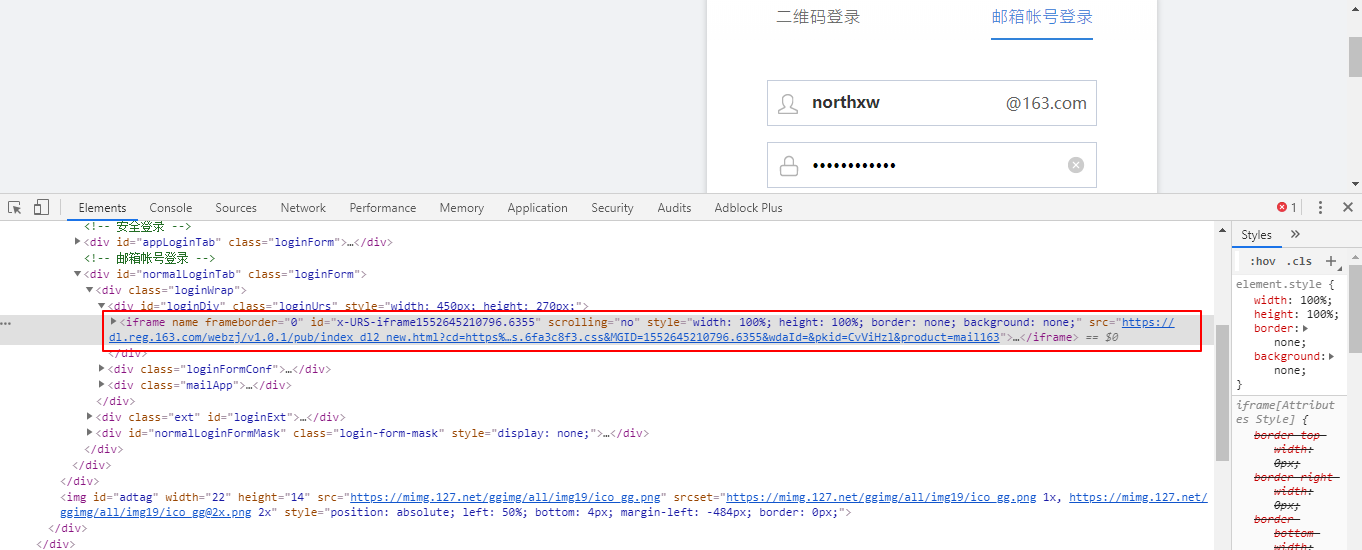 二维码登录 邮箱帐号登录
northxw @163.com
••••••••••••
Elements Console Sources Network Performance Memory Application Security Audits Adblock Plus 1
<!-- 安全登录 -->
<div id="appLoginTab" class="loginForm">…</div>
<!-- 邮箱帐号登录 -->
<div id="normalLoginTab" class="loginForm">
<div class="loginWrap">
<div id="loginDiv" class="loginUrs" style="width: 450px; height: 270px;">
<iframe name frameborder="0" id="x-URS-iframe1552645210796.6355" scrolling="no" style="width: 100%; height: 100%; border: none; background: none;" src="https://
dl.reg.163.com/webzj/v1.0.1/pub/index_dl2_new.html?cd=https%…s.6fa3c8f3.css&MGID=1552645210796.6355&wdaId=&pkid=CvViHzl&product=mail163">…</iframe> == $0
</div>
<div class="loginFormConf">…</div>
<div class="mailApp">…</div>
</div>
<div class="ext" id="loginExt">…</div>
<div id="normalLoginFormMask" class="login-form-mask" style="display: none;">…</div>
</div>
</div>
</div>
<img id="adtag" width="22" height="14" src="https://mimg.127.net/ggimg/all/img19/ico_gg.png" srcset="https://mimg.127.net/ggimg/all/img19/ico_gg.png 1x, https://mimg.127.net/
ggimg/all/img19/ico_gg@2x.png 2x" style="position: absolute; left: 50%; bottom: 4px; margin-left: -484px; border: 0px;">
</div>
</div>
Styles »
:hov .cls +
element.style {
width: 100%;
height: 100%;
border:
none;
background:
none;
}
iframe[Attribut
es Style] {
border-top-
width:
0px;
border-right-
width:
0px;
border-
bottom-
width: